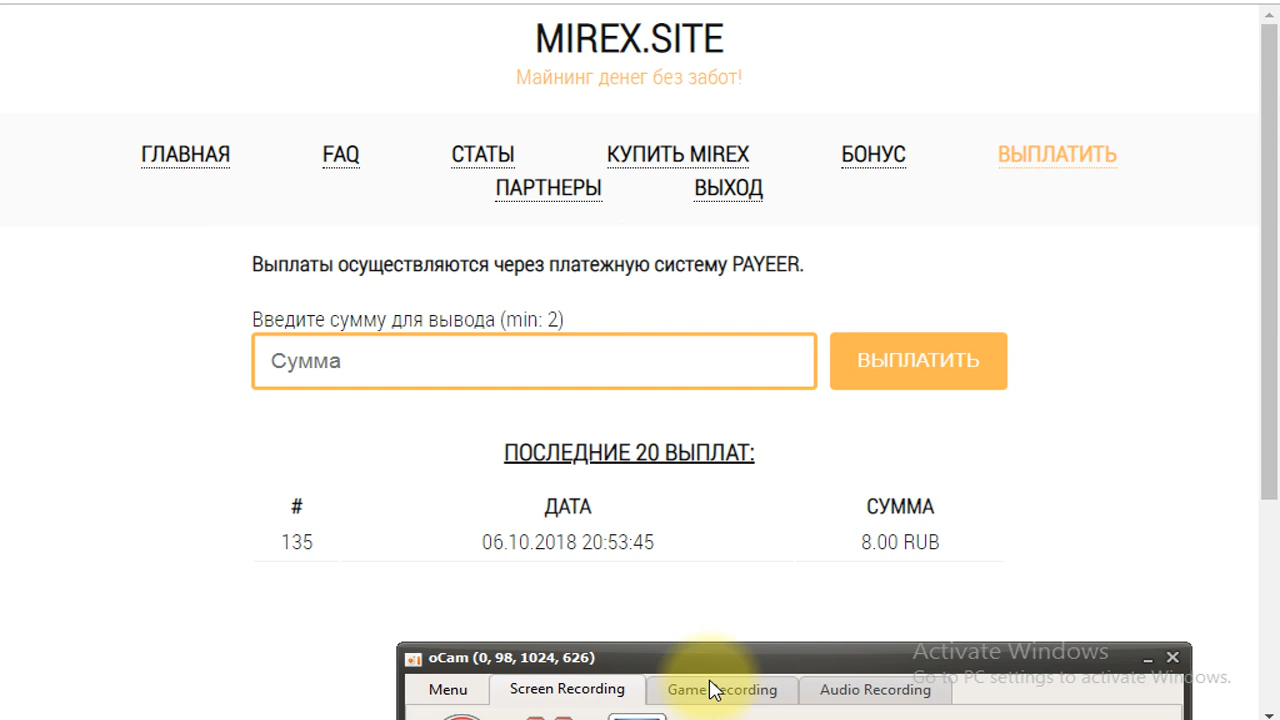 MIREX.SITE
Майнинг денег без забот!
ГЛАВНАЯ FAQ СТАТЫ КУПИТЬ MIREX БОНУС ВЫПЛАТИТЬ
ПАРТНЕРЫ ВЫХОД
Выплаты осуществляются через платежную систему PAYEER.
Введите сумму для вывода (min: 2)
Сумма ВЫПЛАТИТЬ
ПОСЛЕДНИЕ 20 ВЫПЛАТ:
# ДАТА СУММА
135 06.10.2018 20:53:45 8.00 RUB
oCam (0, 98, 1024, 626)
Activate Windows
Go to PC settings to activate Windows.
Menu Screen Recording Game Recording Audio Recording